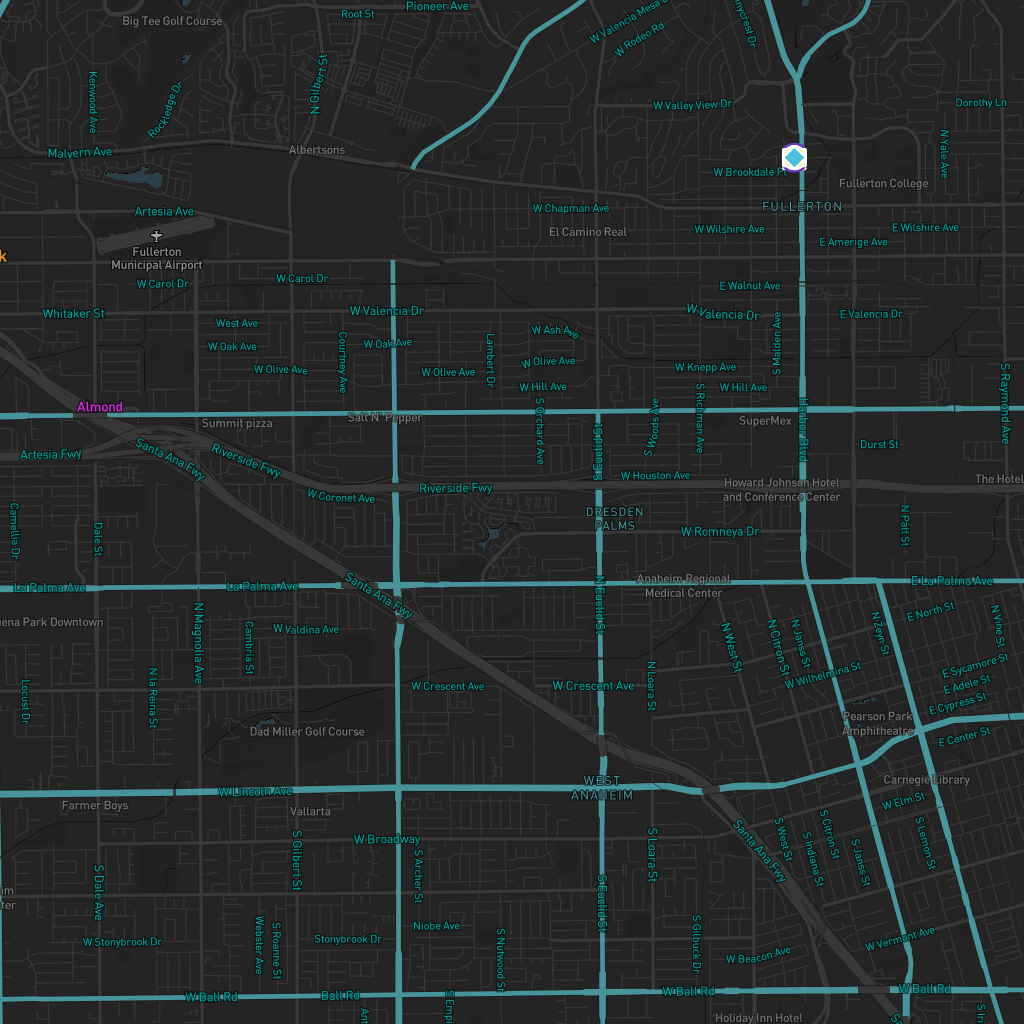 Pioneer Ave
Root St
Big Tee Golf Course
W Valencia Mesa
W Rodeo Rd
nycrest Dr
Kenwood Ave
Rockledge Dr
N Gilbert St
W Valley View Dr
Dorothy Ln
Malvern Ave
Albertsons
N Yale Ave
W Brookdale Pl
Fullerton College
Artesia Ave
W Chapman Ave
FULLERTON
El Camino Real
W Wilshire Ave
E Wilshire Ave
E Amerige Ave
k
Fullerton
Municipal Airport
W Carol Dr
W Carol Dr
E Walnut Ave
Whitaker St
West Ave
W Valencia Dr
W Valencia Dr
E Valencia Dr
W Oak Ave
Courtney Ave
W Oak Ave
Lambert Dr
W Ash Ave
S Malden Ave
W Olive Ave
W Olive Ave
W Olive Ave
W Knepp Ave
W Hill Ave
W Hill Ave
S Raymond Ave
Almond
Summit pizza
Salt N' Pepper
S Orchard Ave
S Woods Ave
S Richman Ave
SuperMex
Harbor Blvd
Durst St
Artesia Fwy
Santa Ana Fwy
Riverside Fwy
W Coronet Ave
Riverside Fwy
W Houston Ave
Howard Johnson Hotel
and Conference Center
The Hotel
Camellia Dr
Dale St
DRESDEN
PALMS
W Romneya Dr
N Patt St
La Palma Ave
La Palma Ave
Santa Ana Fwy
N Euclid St
Anaheim Regional
Medical Center
E La Palma Ave
uena Park Downtown
N Magnolia Ave
Cambria St
W Valdina Ave
N West St
N Citron St
N Janss St
N Zeyn St
E North St
N Vine St
Locust Dr
N la Reina St
W Crescent Ave
W Crescent Ave
N Loara St
W Wilhelmina St
E Sycamore St
E Adele St
E Cypress St
Dad Miller Golf Course
Pearson Park
Amphitheatre
E Center St
W Lincoln Ave
WEST
ANAHEIM
Carnegie Library
Farmer Boys
Vallarta
W Elm St
W Broadway
S Gilbert St
S Archer St
S Loara St
Santa Ana Fwy
S West St
S Citron St
S Indiana St
S Janss St
S Lemon St
im
ter
S Dale Ave
S Euclid St
W Stonybrook Dr
Webster Ave
S Roanne St
Stonybrook Dr
Niobe Ave
S Nutwood St
S Gilbuck Dr
W Beacon Ave
W Vermont Ave
W Ball Rd
Ball Rd
W Ball Rd
W Ball Rd
Ant
S Empi
Holiday Inn Hotel